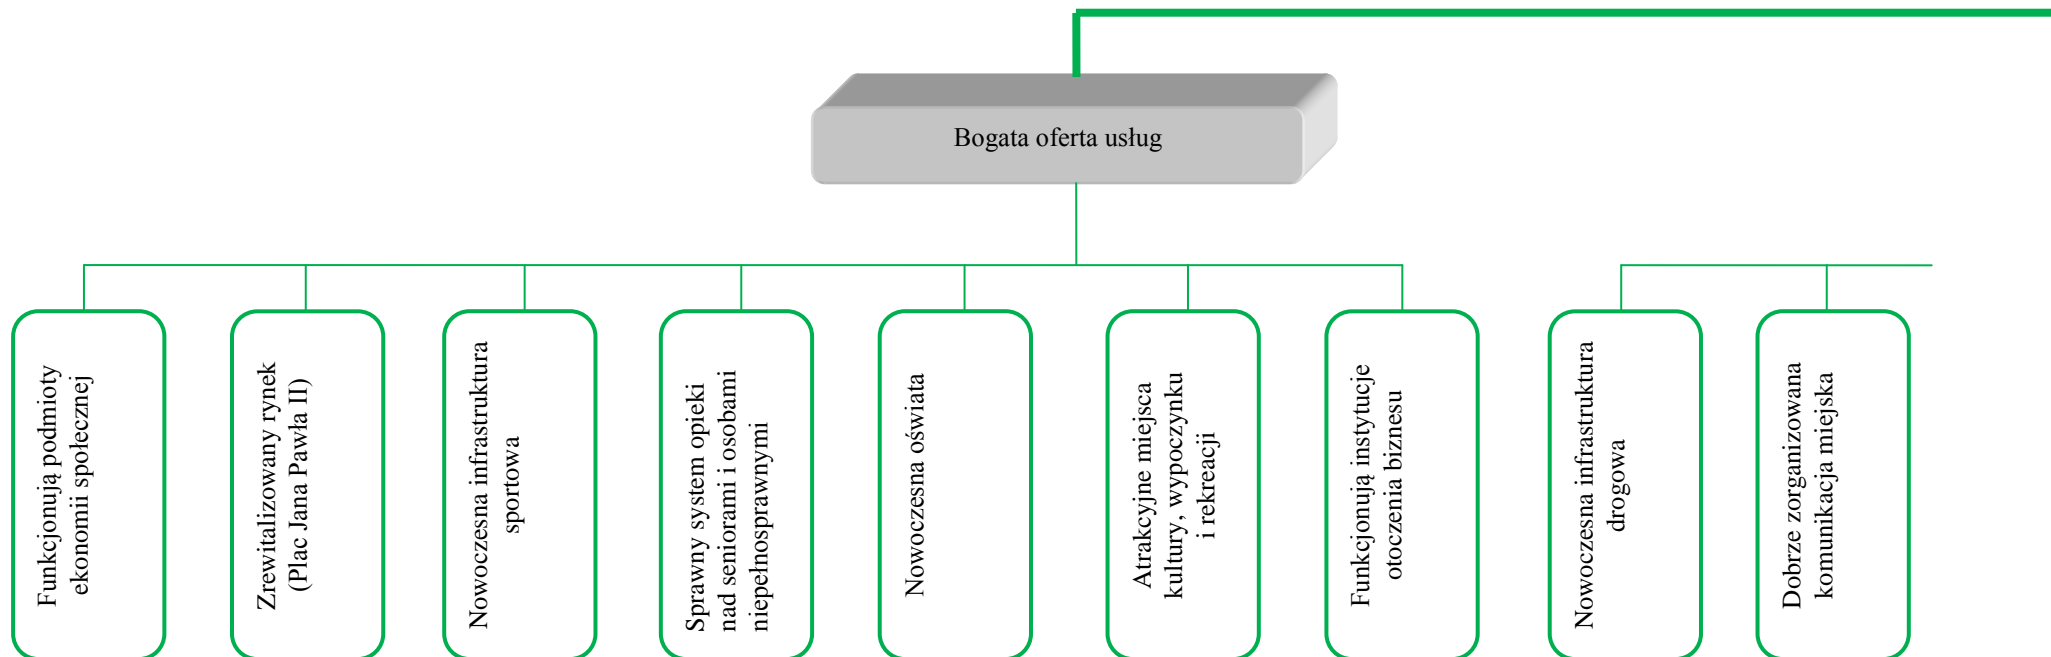 Bogata oferta usług
Funkcjonują podmioty
ekonomii społecznej
Zrewitalizowany rynek
(Plac Jana Pawła II)
Nowoczesna infrastruktura
sportowa
Sprawny system opieki
nad seniorami i osobami
niepełnosprawnymi
Nowoczesna oświata
Atrakcyjne miejsca
kultury, wypoczynku
i rekreacji
Funkcjonują instytucje
otoczenia biznesu
Nowoczesna infrastruktura
drogowa
Dobrze zorganizowana
komunikacja miejska